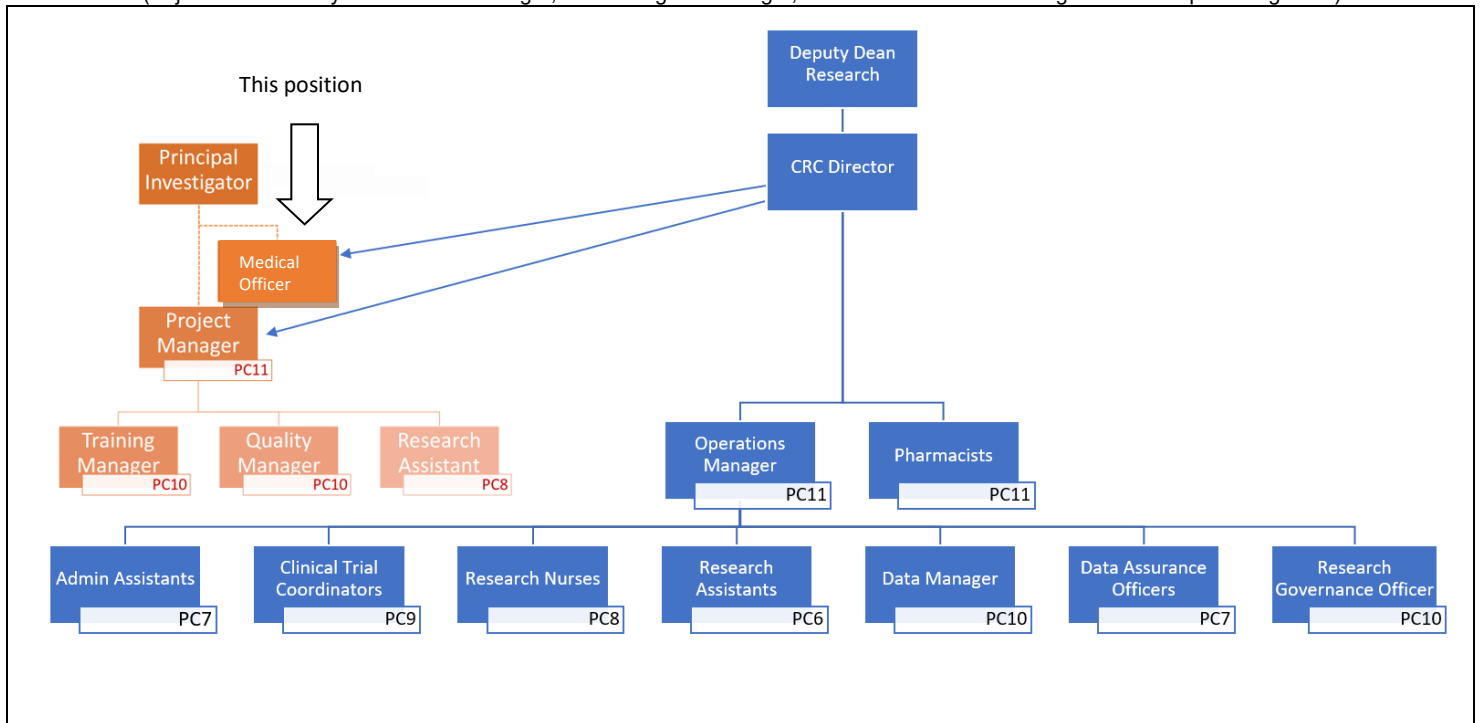 Deputy Dean
Research
This position
Principal
Investigator
CRC Director
Medical
Officer
Project
Manager
PC11
Training
Manager
PC10
Quality
Manager
PC10
Research
Assistant
PC8
Operations
Manager
PC11
Pharmacists
PC11
Admin Assistants
PC7
Clinical Trial
Coordinators
PC9
Research Nurses
PC8
Research
Assistants
PC6
Data Manager
PC10
Data Assurance
Officers
PC7
Research
Governance Officer
PC10